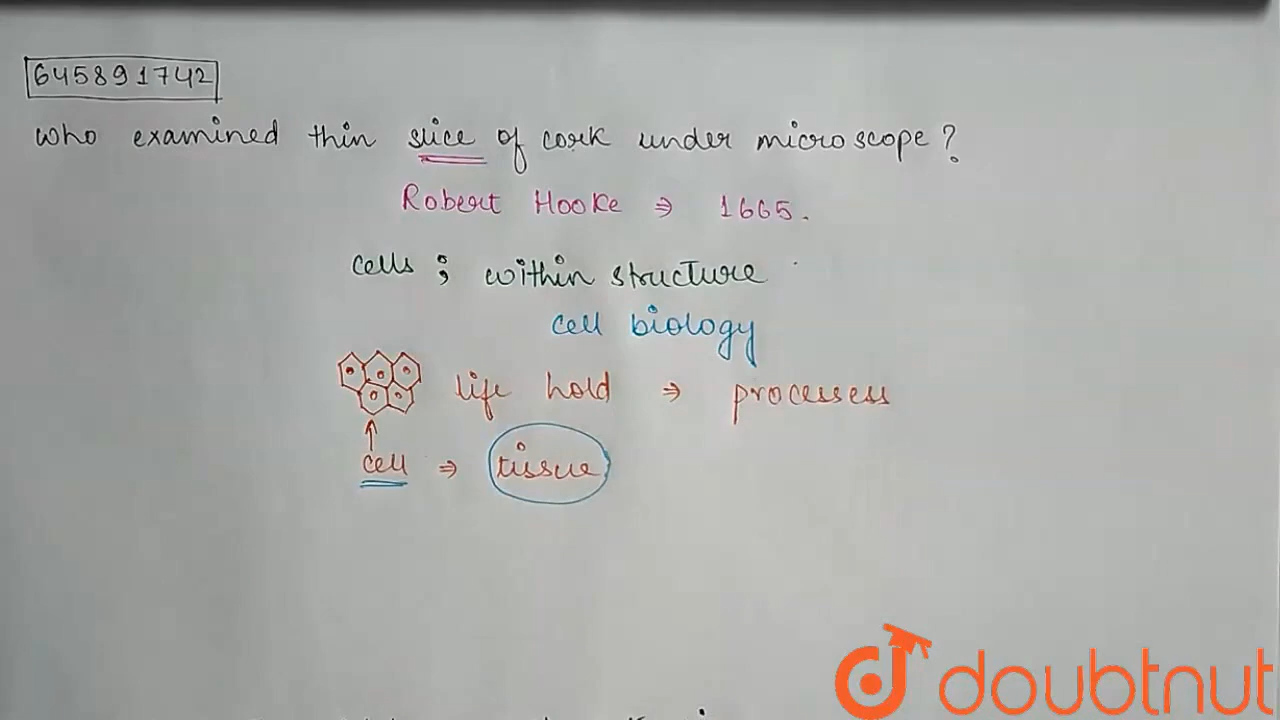 645891742
who examined thin slice of cork under microscope?
Robert Hooke ⇒ 1665.
cells ; within structure
cell biology
life hold ⇒ processess
cell ⇒ tissue
doubtnut